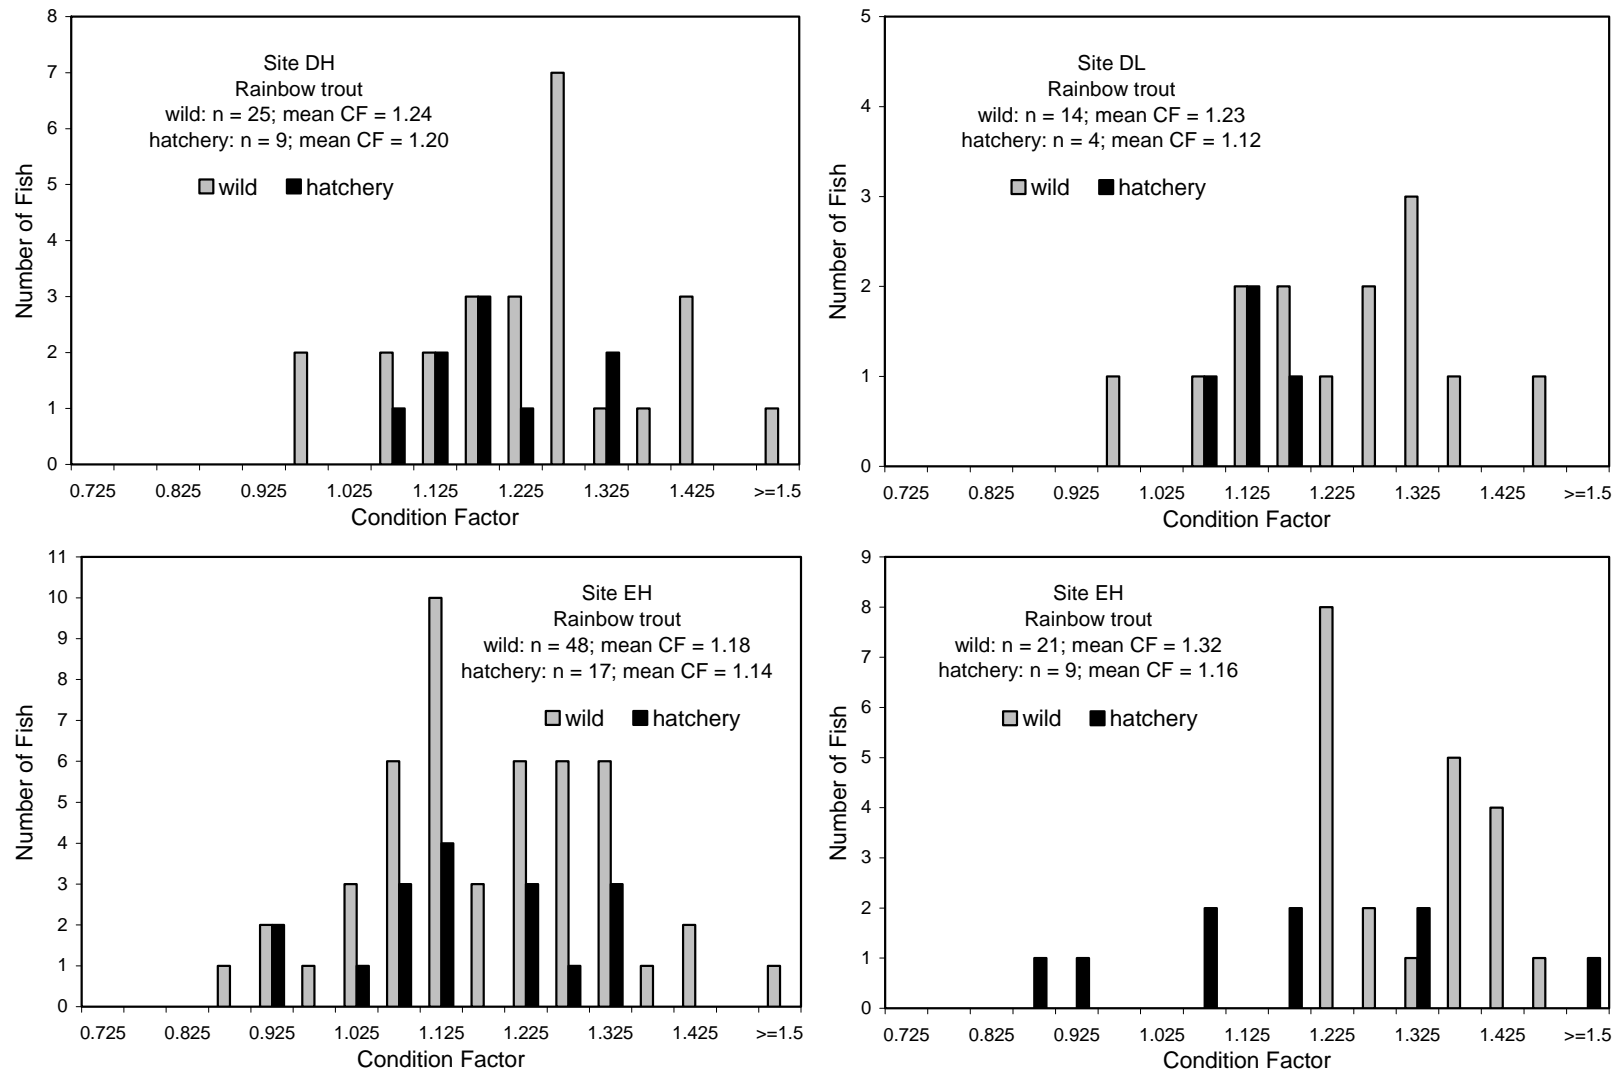 8
7
6
5
4
3
2
1
0
Number of Fish
Site DH
Rainbow trout
wild: n = 25; mean CF = 1.24
hatchery: n = 9; mean CF = 1.20
wild hatchery
0.725 0.825 0.925 1.025 1.125 1.225 1.325 1.425 >=1.5
Condition Factor
5
4
3
2
1
0
Number of Fish
Site DL
Rainbow trout
wild: n = 14; mean CF = 1.23
hatchery: n = 4; mean CF = 1.12
wild hatchery
0.725 0.825 0.925 1.025 1.125 1.225 1.325 1.425 >=1.5
Condition Factor
11
10
9
8
7
6
5
4
3
2
1
0
Number of Fish
Site EH
Rainbow trout
wild: n = 48; mean CF = 1.18
hatchery: n = 17; mean CF = 1.14
wild hatchery
0.725 0.825 0.925 1.025 1.125 1.225 1.325 1.425 >=1.5
Condition Factor
9
8
7
6
5
4
3
2
1
0
Number of Fish
Site EH
Rainbow trout
wild: n = 21; mean CF = 1.32
hatchery: n = 9; mean CF = 1.16
wild hatchery
0.725 0.825 0.925 1.025 1.125 1.225 1.325 1.425 >=1.5
Condition Factor